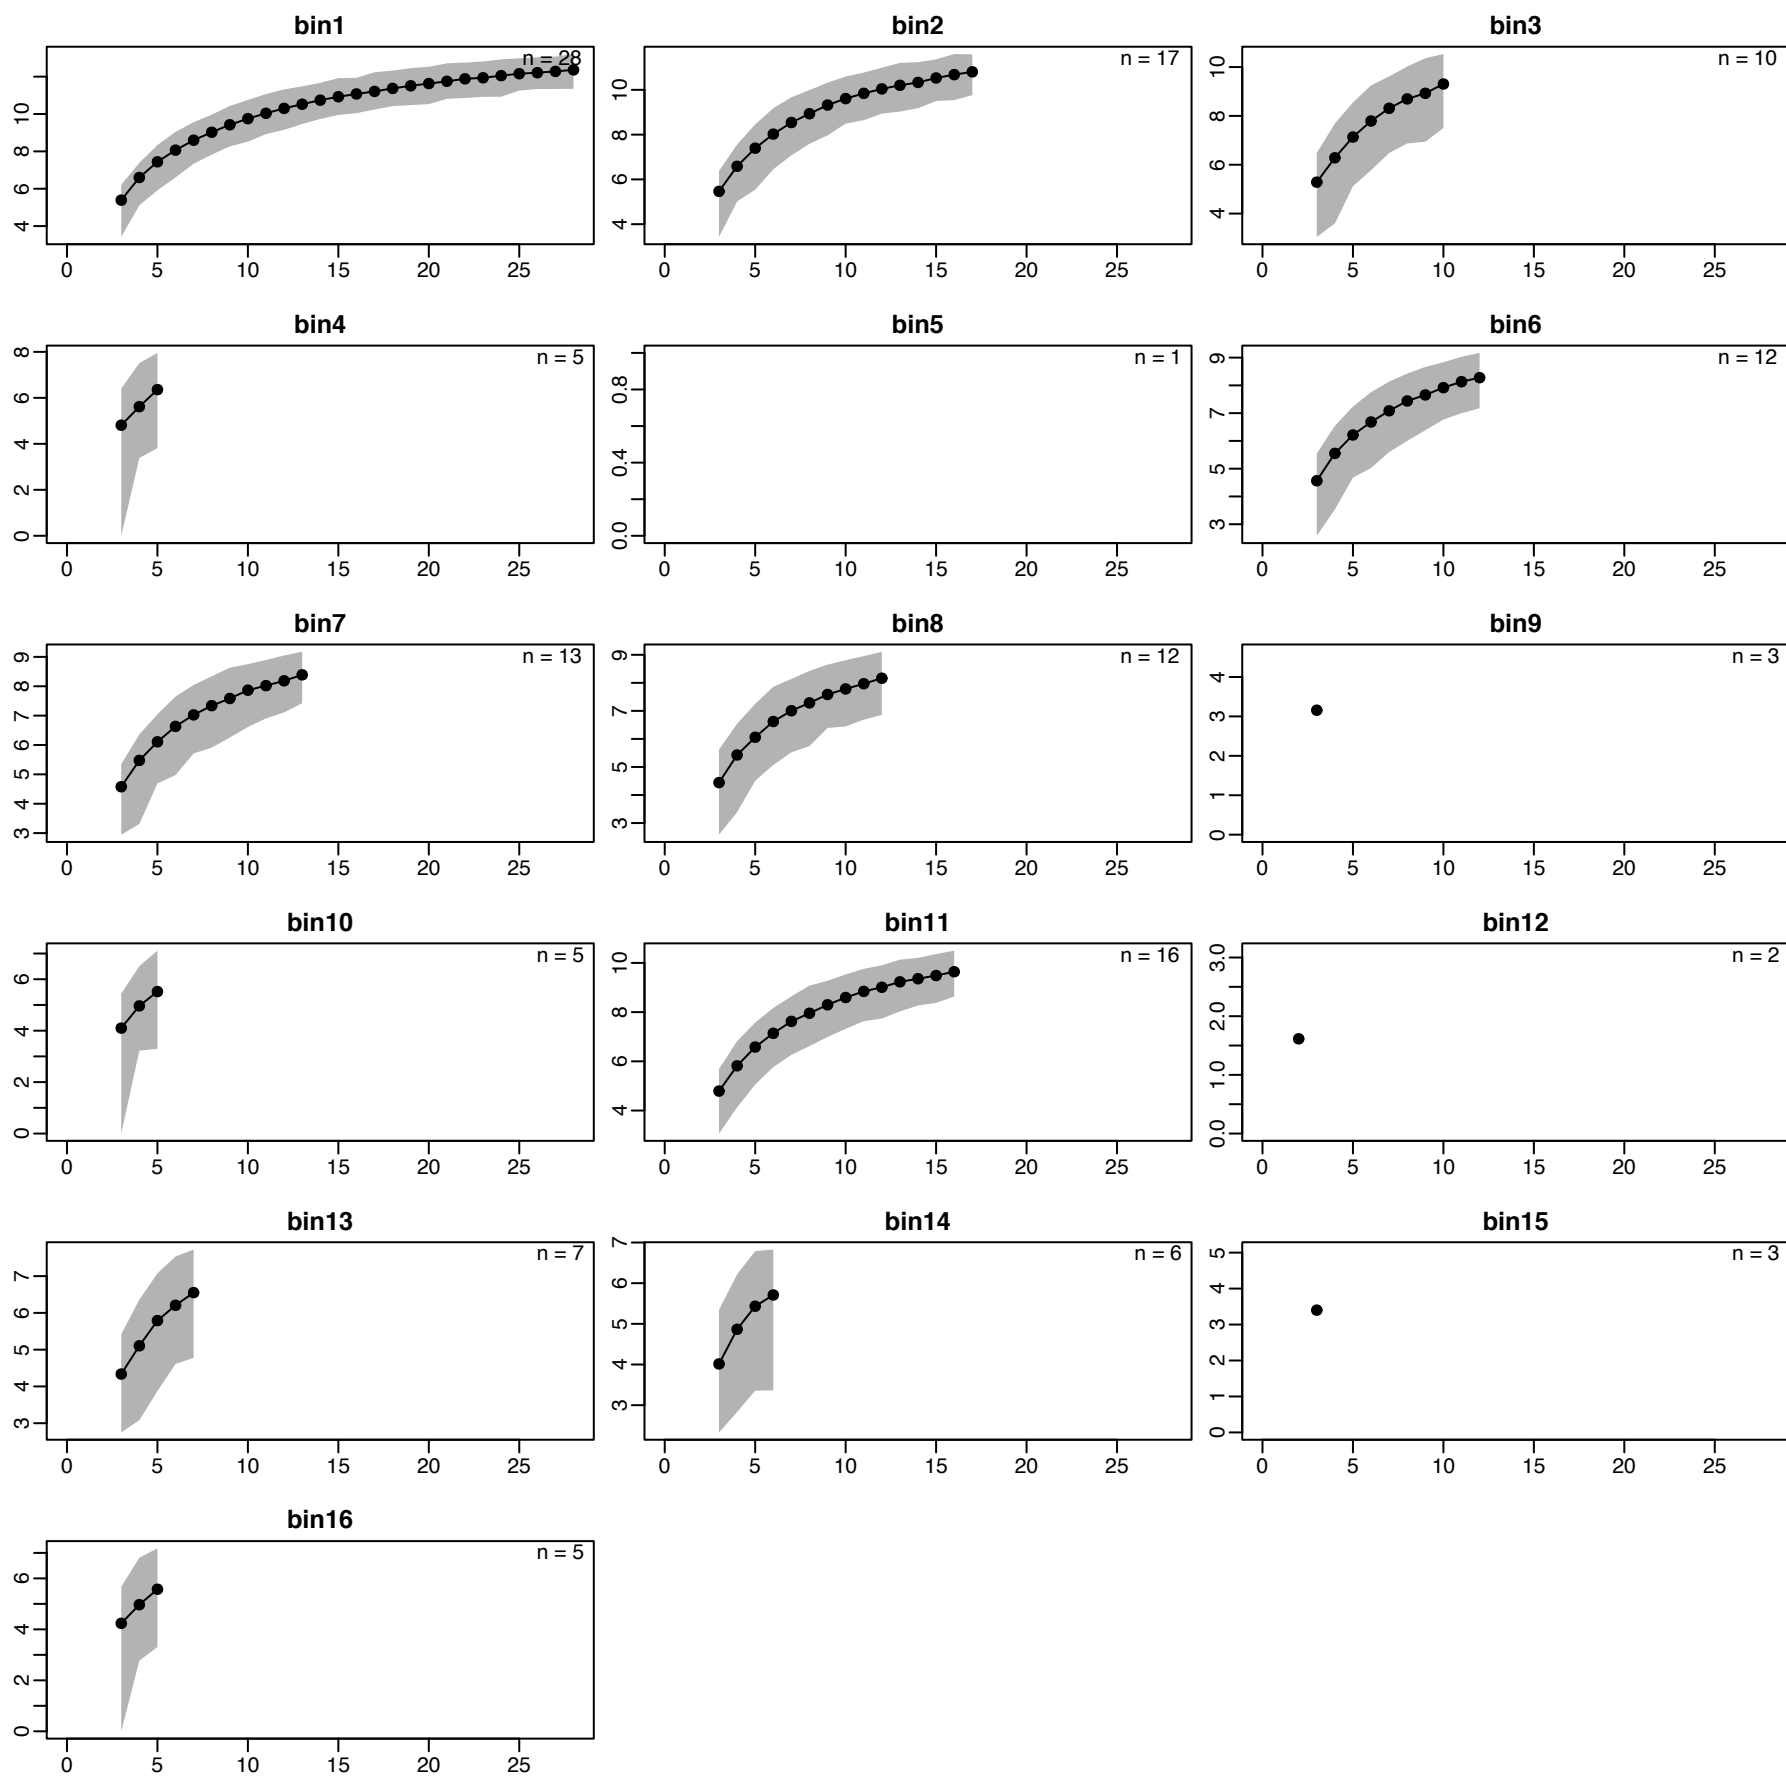 bin1 bin2 bin3
n = 28 n = 17 n = 10
4 6 8 10 4 6 8 10 4 6 8 10
0 5 10 15 20 25 0 5 10 15 20 25 0 5 10 15 20 25
bin4 bin5 bin6
n = 5 n = 1 n = 12
0 2 4 6 8 0.0 0.4 0.8 3 5 7 9
0 5 10 15 20 25 0 5 10 15 20 25 0 5 10 15 20 25
bin7 bin8 bin9
n = 13 n = 12 n = 3
3 4 5 6 7 8 9 3 5 7 9 0 1 2 3 4
0 5 10 15 20 25 0 5 10 15 20 25 0 5 10 15 20 25
bin10 bin11 bin12
n = 5 n = 16 n = 2
0 2 4 6 4 6 8 10 0.0 1.0 2.0 3.0
0 5 10 15 20 25 0 5 10 15 20 25 0 5 10 15 20 25
bin13 bin14 bin15
n = 7 n = 6 n = 3
3 4 5 6 7 3 4 5 6 7 0 1 2 3 4 5
0 5 10 15 20 25 0 5 10 15 20 25 0 5 10 15 20 25
bin16
n = 5
0 2 4 6
0 5 10 15 20 25